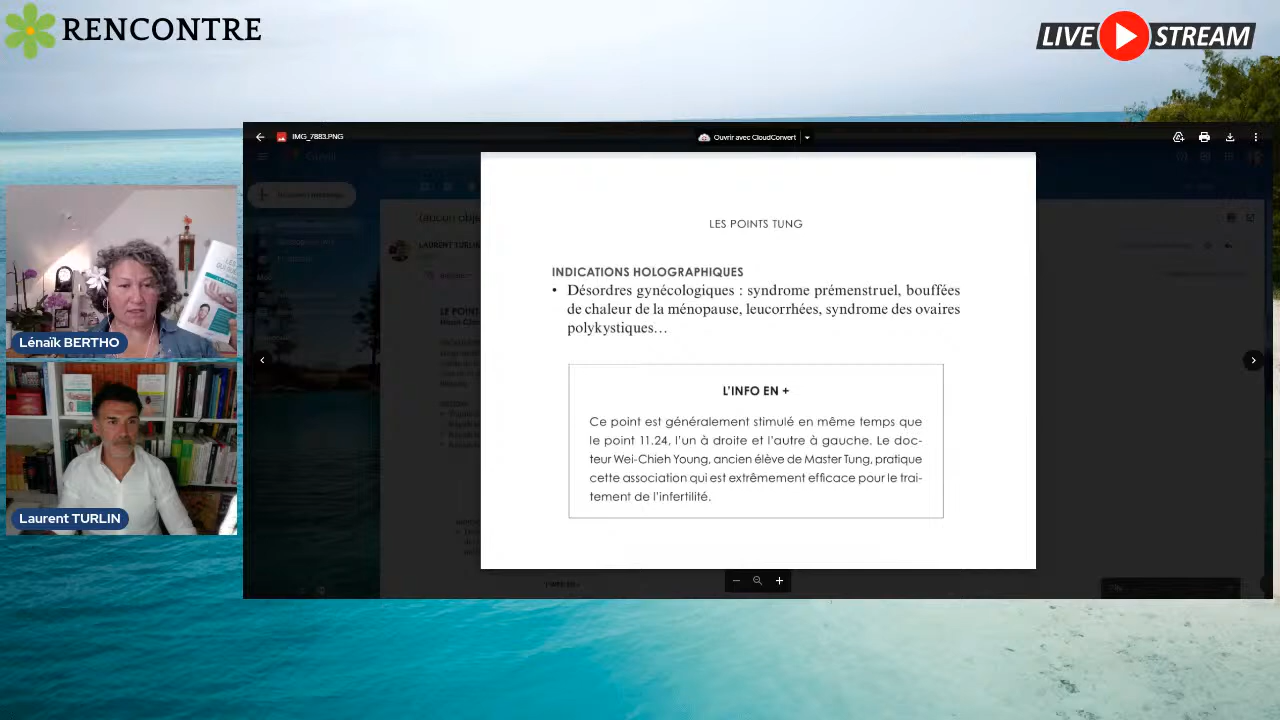 RENCONTRE
LIVE STREAM
IMG_7883.PNG
Ouvrir avec CloudConvert
LES POINTS TUNG
INDICATIONS HOLOGRAPHIQUES
• Désordres gynécologiques : syndrome prémenstruel, bouffées
de chaleur de la ménopause, leucorrhées, syndrome des ovaires
polykystiques…
L'INFO EN +
Ce point est généralement stimulé en même temps que
le point 11.24, l'un à droite et l'autre à gauche. Le doc-
teur Wei-Chieh Young, ancien élève de Master Tung, pratique
cette association qui est extrêmement efficace pour le trai-
tement de l'infertilité.
(aucun obje
LAURENT TURLIN
Lénaïk BERTHO
Laurent TURLIN